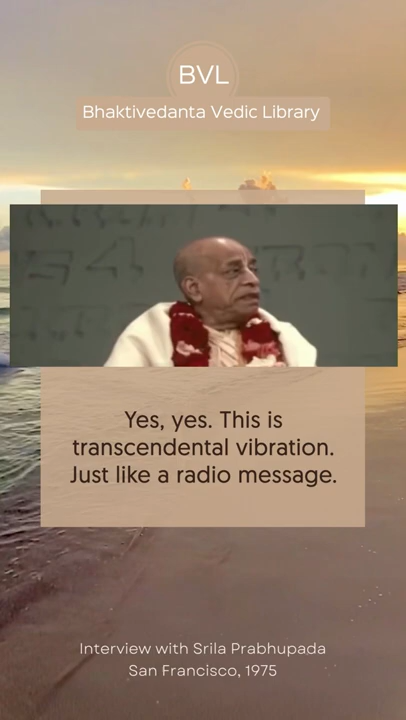 BVL
Bhaktivedanta Vedic Library
Yes, yes. This is
transcendental vibration.
Just like a radio message.
Interview with Srila Prabhupada
San Francisco, 1975